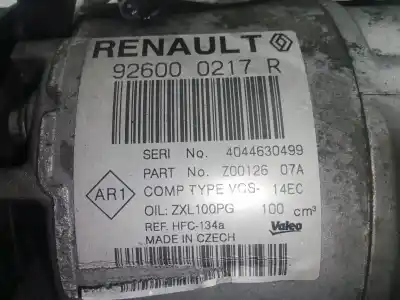 RENAULT
92600 0217 R
SERI No. 4044630499
PART No. Z00126 07A
AR1
COMP TYPE VCS- 14EC
OIL: ZXL100PG 100 cm³
REF. HFC-134a
Valeo
MADE IN CZECH